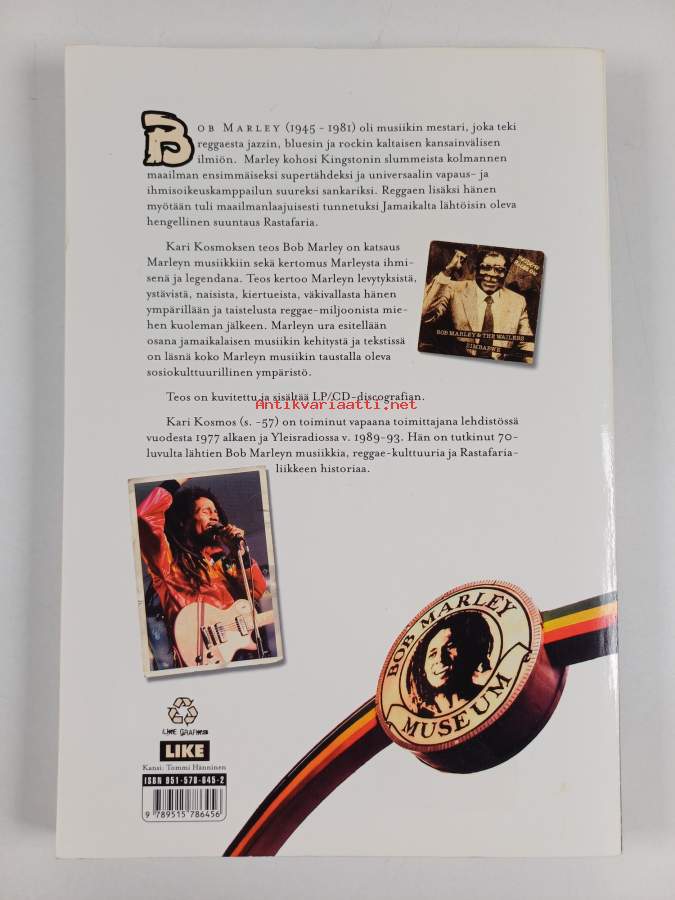 BOB MARLEY (1945 - 1981) oli musiikin mestari, joka teki
reggaesta jazzin, bluesin ja rockin kaltaisen kansainvälisen
ilmiön. Marley kohosi Kingstonin slummeista kolmannen
maailman ensimmäiseksi supertähdeksi ja universaalin vapaus- ja
ihmisoikeuskamppailun suureksi sankariksi. Reggaen lisäksi hänen
myötään tuli maailmanlaajuisesti tunnetuksi Jamaikalta lähtöisin oleva
hengellinen suuntaus Rastafaria.
Kari Kosmoksen teos Bob Marley on katsaus
Marleyn musiikkiin sekä kertomus Marleysta ihmi-
senä ja legendana. Teos kertoo Marleyn levytyksistä,
ystävistä, naisista, kiertueista, väkivallasta hänen
ympärillään ja taistelusta reggae-miljoonista mie-
hen kuoleman jälkeen. Marleyn ura esitellään
osana jamaikalaisen musiikin kehitystä ja tekstissä
on läsnä koko Marleyn musiikin taustalla oleva
sosiokulttuurillinen ympäristö.
BOB MARLEY & THE WAILERS
ZIMBABWE
Teos on kuvitettu ja sisältää LP/CD-discografian.
Antikvariaatti.net
Kari Kosmos (s. -57) on toiminut vapaana toimittajana lehdistössä
vuodesta 1977 alkaen ja Yleisradiossa v. 1989-93. Hän on tutkinut 70-
luvulta lähtien Bob Marleyn musiikkia, reggae-kulttuuria ja Rastafaria-
liikkeen historiaa.
BOB MARLEY
MUSEUM
LIKE GRAFIIKKA
LIKE
Kansi: Tommi Hänninen
ISBN 951-578-645-2
9 789515 786456